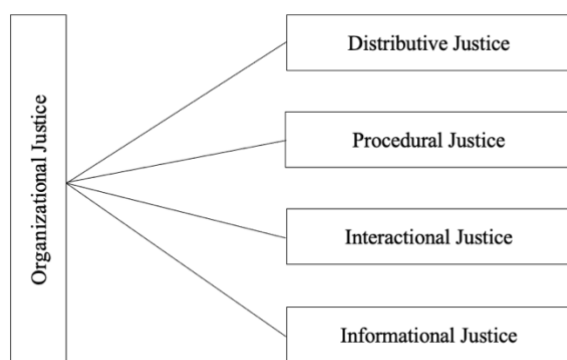 Organizational Justice
Distributive Justice
Procedural Justice
Interactional Justice
Informational Justice